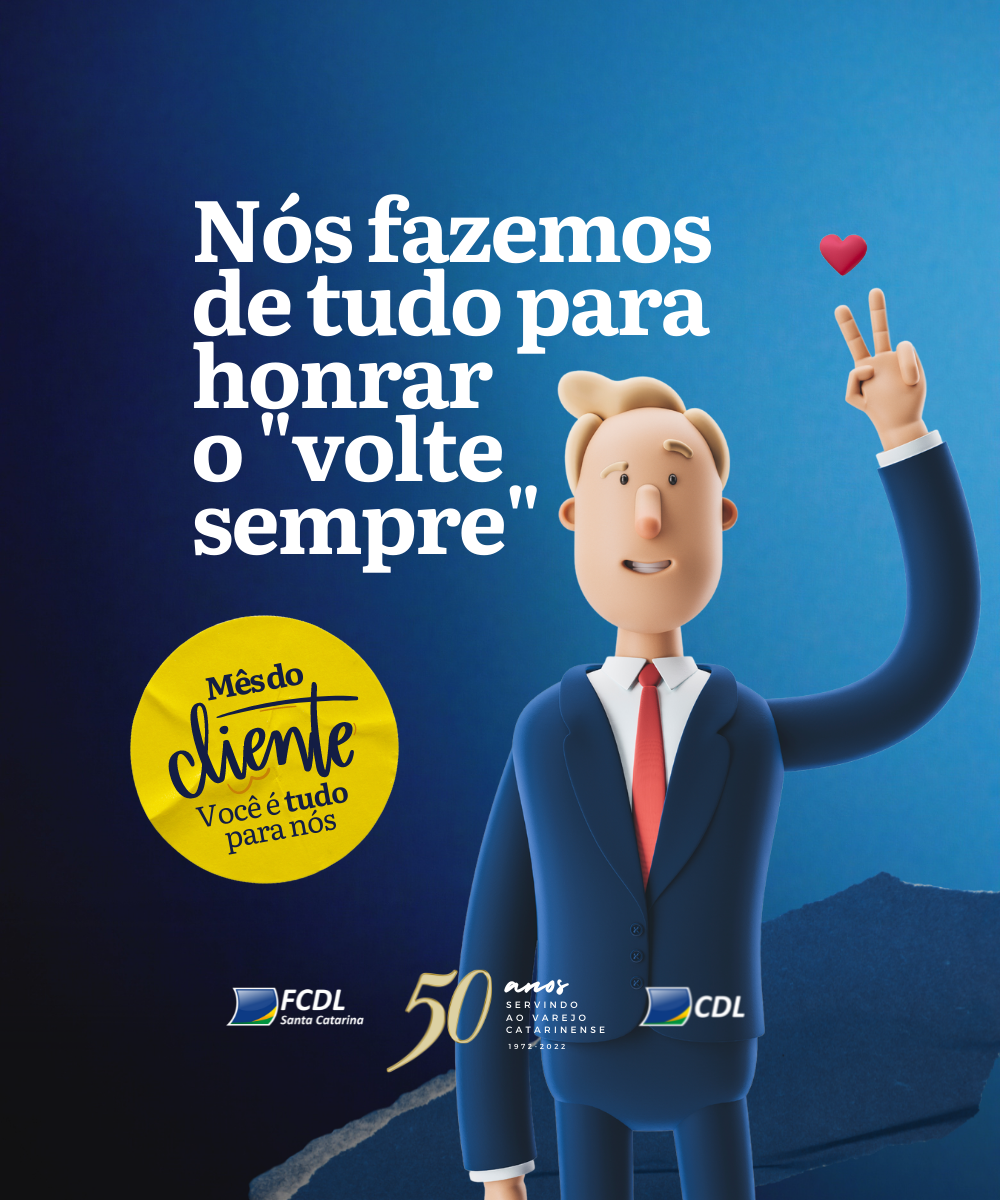 Nós fazemos
de tudo para
honrar
o "volte
sempre"
Mês do
cliente
Você é tudo
para nós
FCDL
Santa Catarina
50 anos
SERVINDO
AO VAREJO
CATARINENSE
1972-2022
CDL